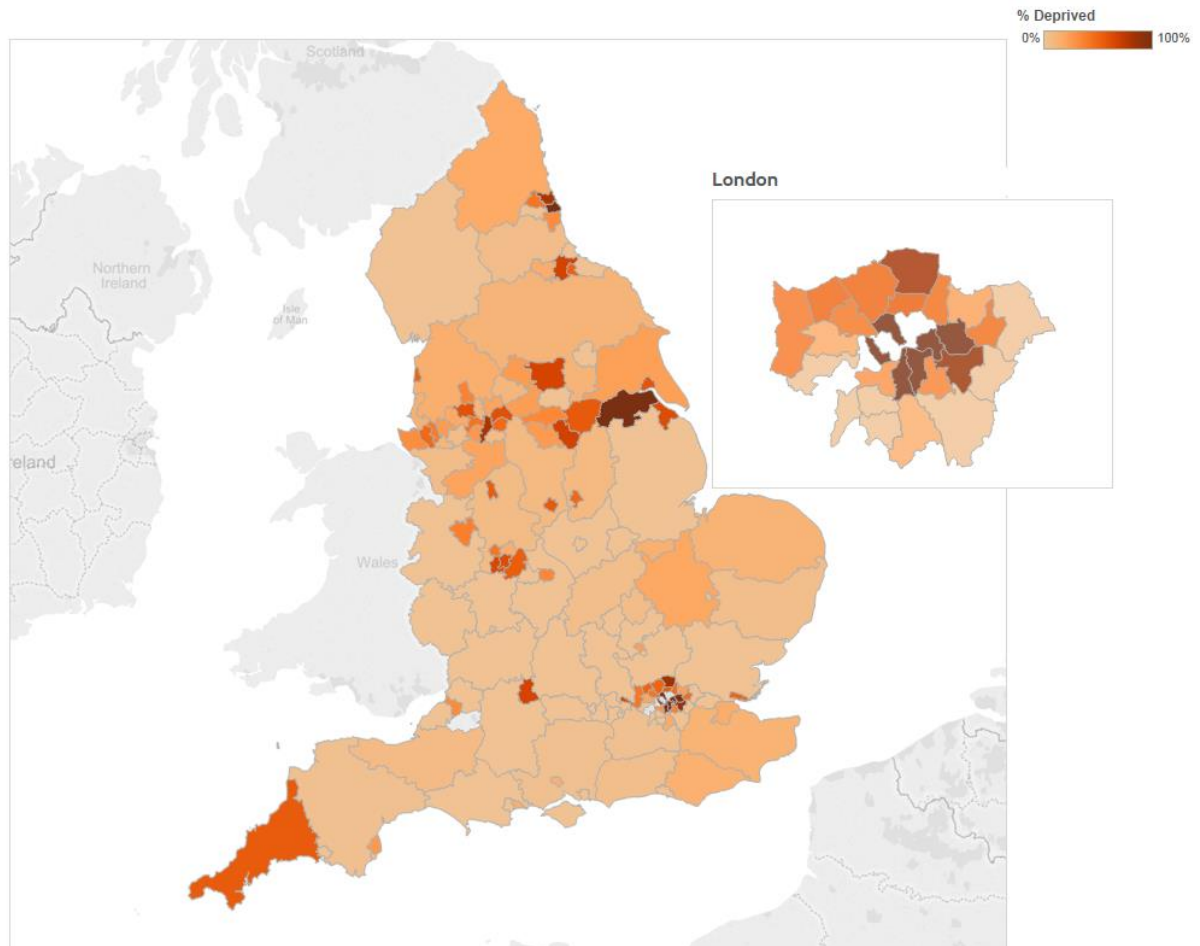 % Deprived
0%
100%
Scotland
London
Northern
Ireland
Isle
of Man
reland
Wales